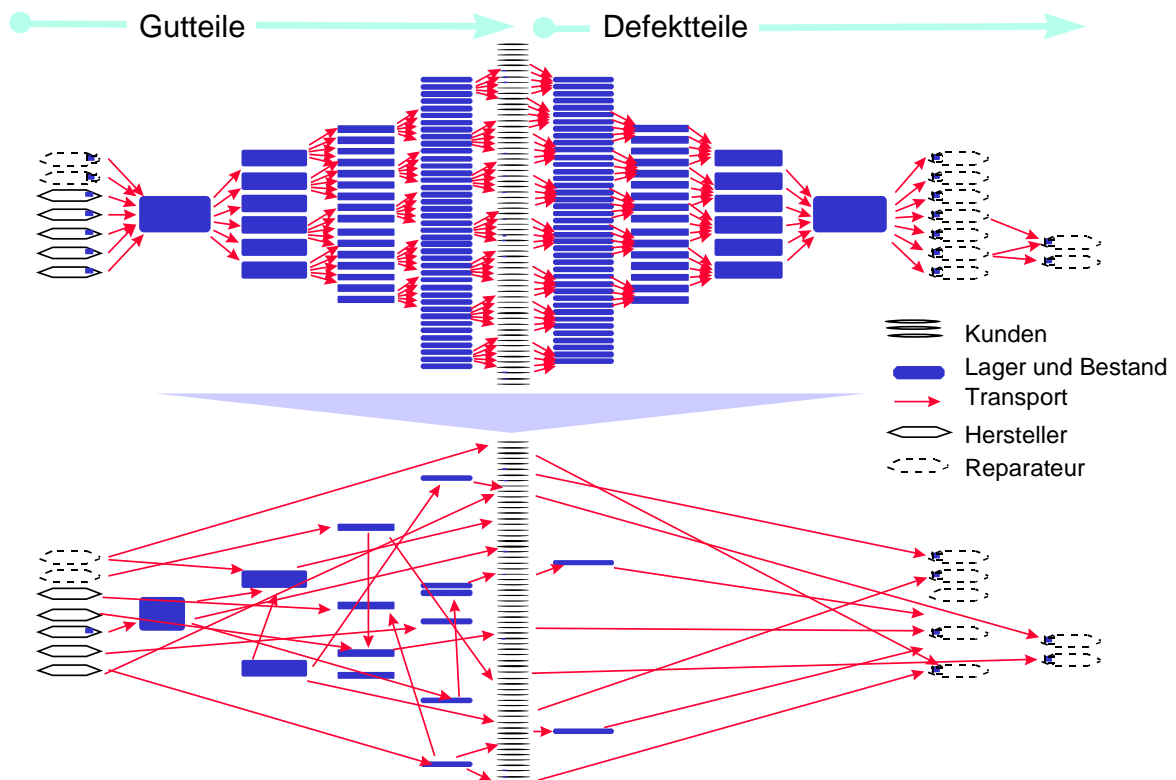 Gutteile
Defektteile
Kunden
Lager und Bestand
Transport
Hersteller
Reparateur